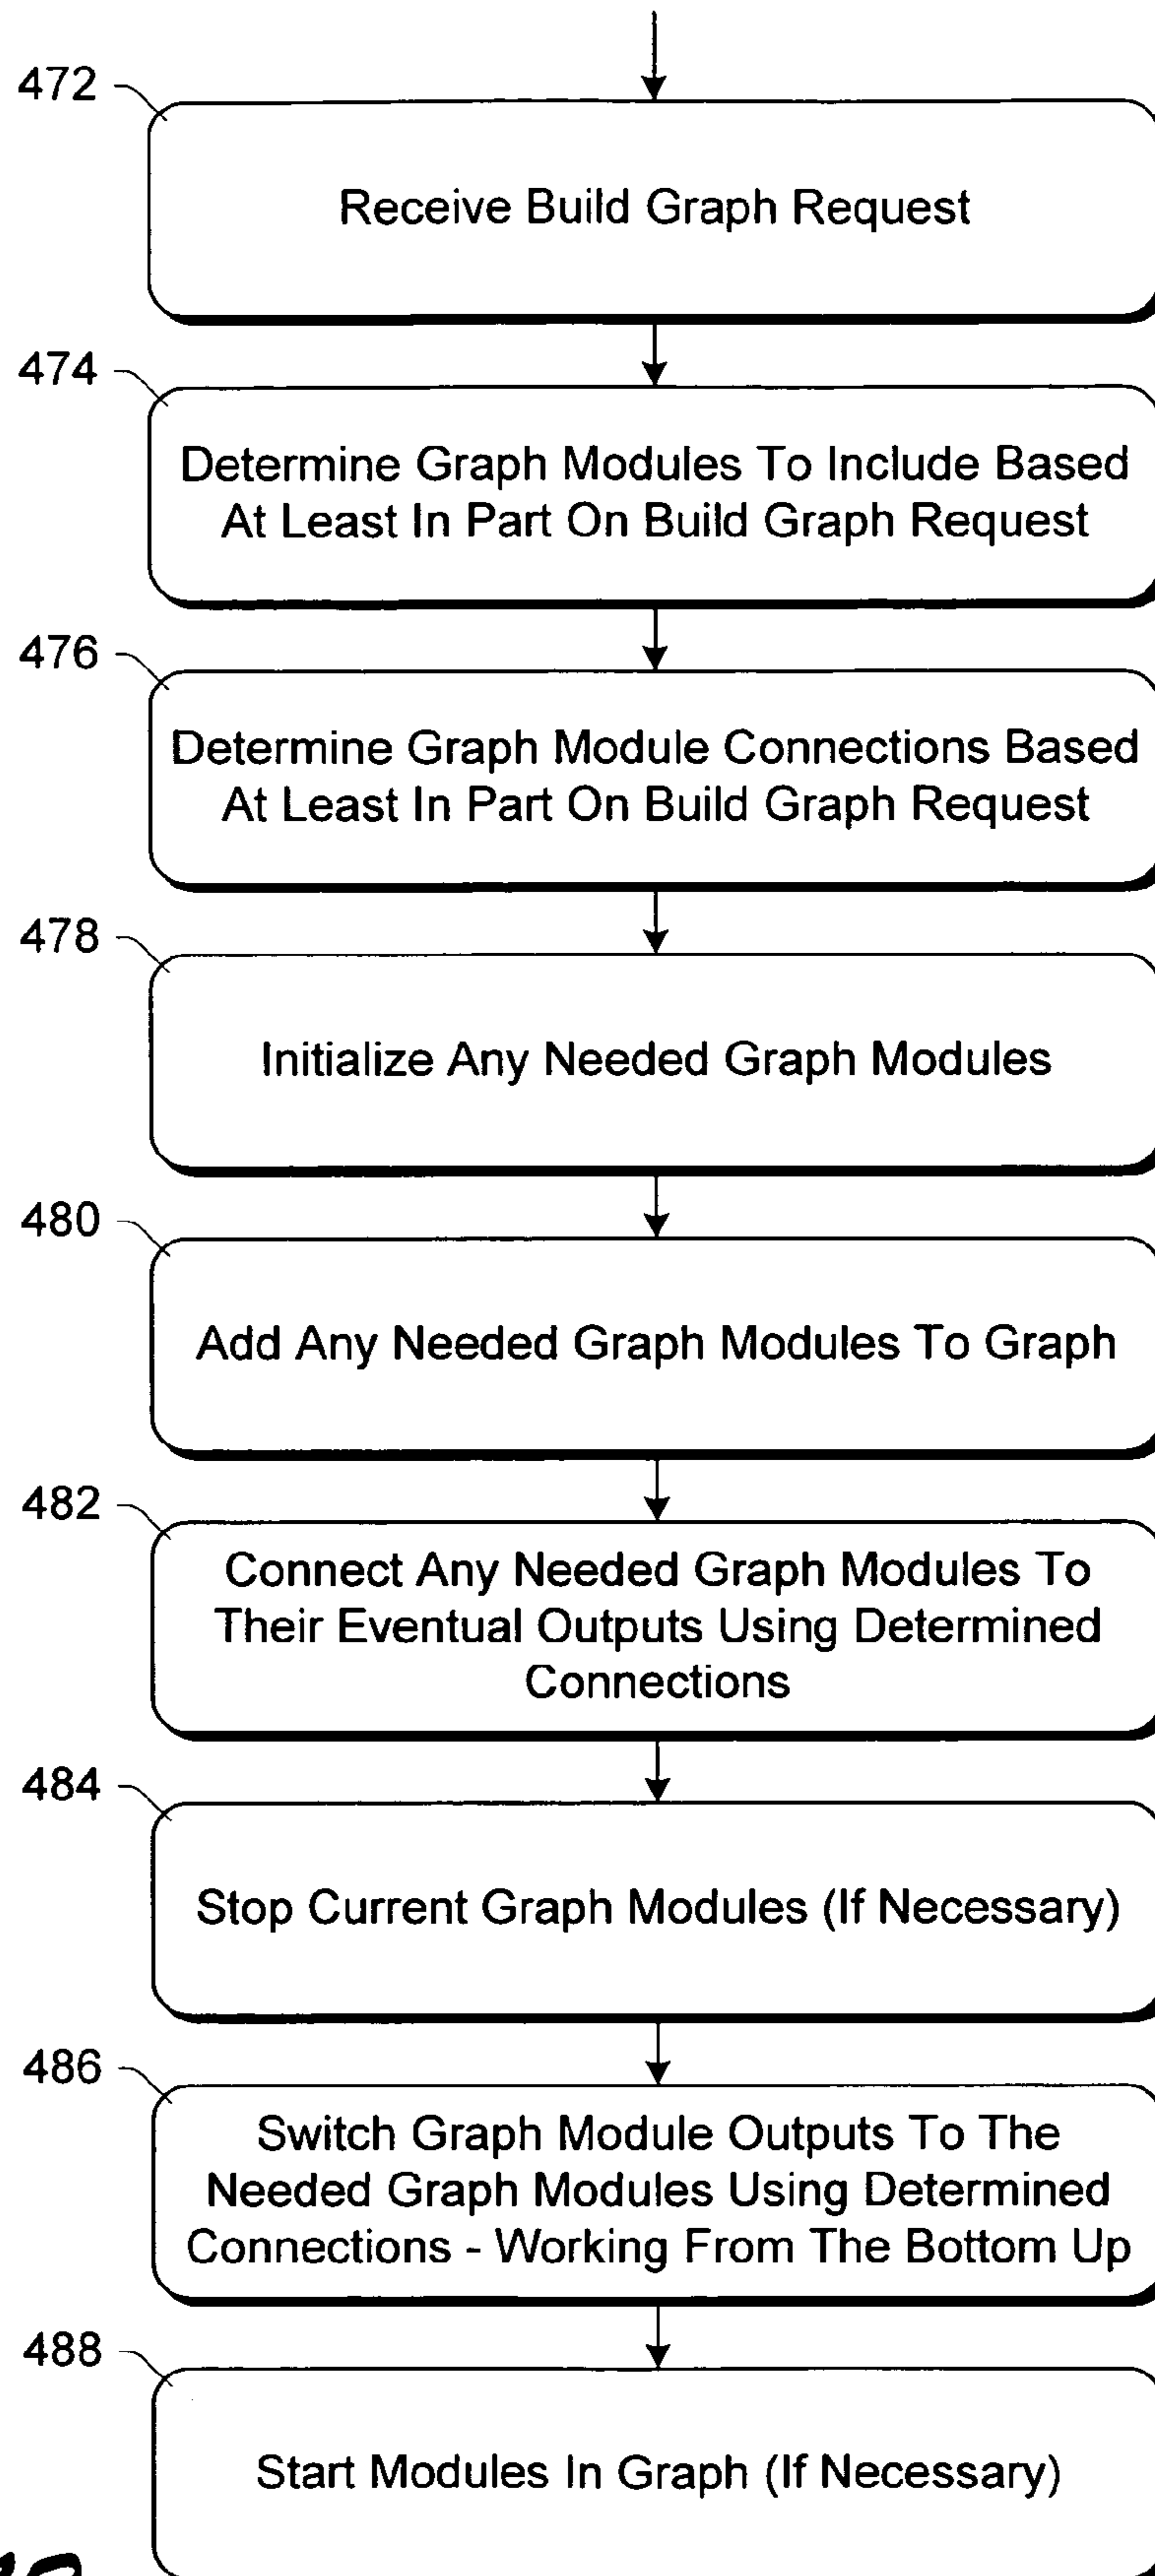 472
Receive Build Graph Request
474
Determine Graph Modules To Include Based
At Least In Part On Build Graph Request
476
Determine Graph Module Connections Based
At Least In Part On Build Graph Request
478
Initialize Any Needed Graph Modules
480
Add Any Needed Graph Modules To Graph
482
Connect Any Needed Graph Modules To
Their Eventual Outputs Using Determined
Connections
484
Stop Current Graph Modules (If Necessary)
486
Switch Graph Module Outputs To The
Needed Graph Modules Using Determined
Connections - Working From The Bottom Up
488
Start Modules In Graph (If Necessary)